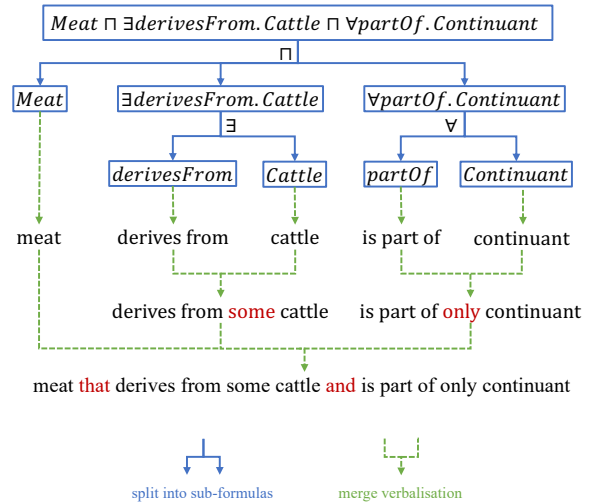 Meat ⊓ ∃derivesFrom.Cattle ⊓ ∀partOf.Continuant
⊓
Meat ∃derivesFrom.Cattle ∀partOf.Continuant
∃ ∀
derivesFrom Cattle partOf Continuant
meat derives from cattle is part of continuant
derives from some cattle is part of only continuant
meat that derives from some cattle and is part of only continuant
split into sub-formulas merge verbalisation